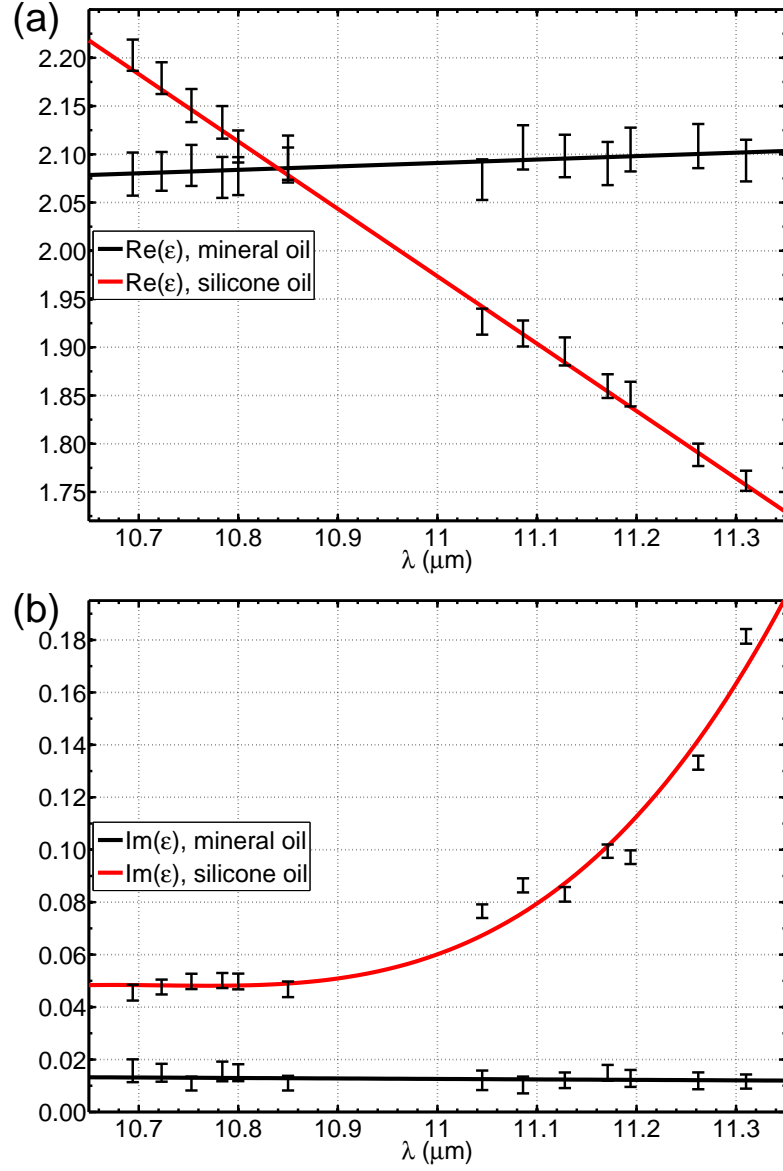 (a)
2.20
2.15
2.10
2.05
2.00
1.95
1.90
1.85
1.80
1.75
Re(ε), mineral oil
Re(ε), silicone oil
10.7 10.8 10.9 11 11.1 11.2 11.3
λ (μm)
(b)
0.18
0.16
0.14
0.12
0.10
0.08
0.06
0.04
0.02
0.00
Im(ε), mineral oil
Im(ε), silicone oil
10.7 10.8 10.9 11 11.1 11.2 11.3
λ (μm)